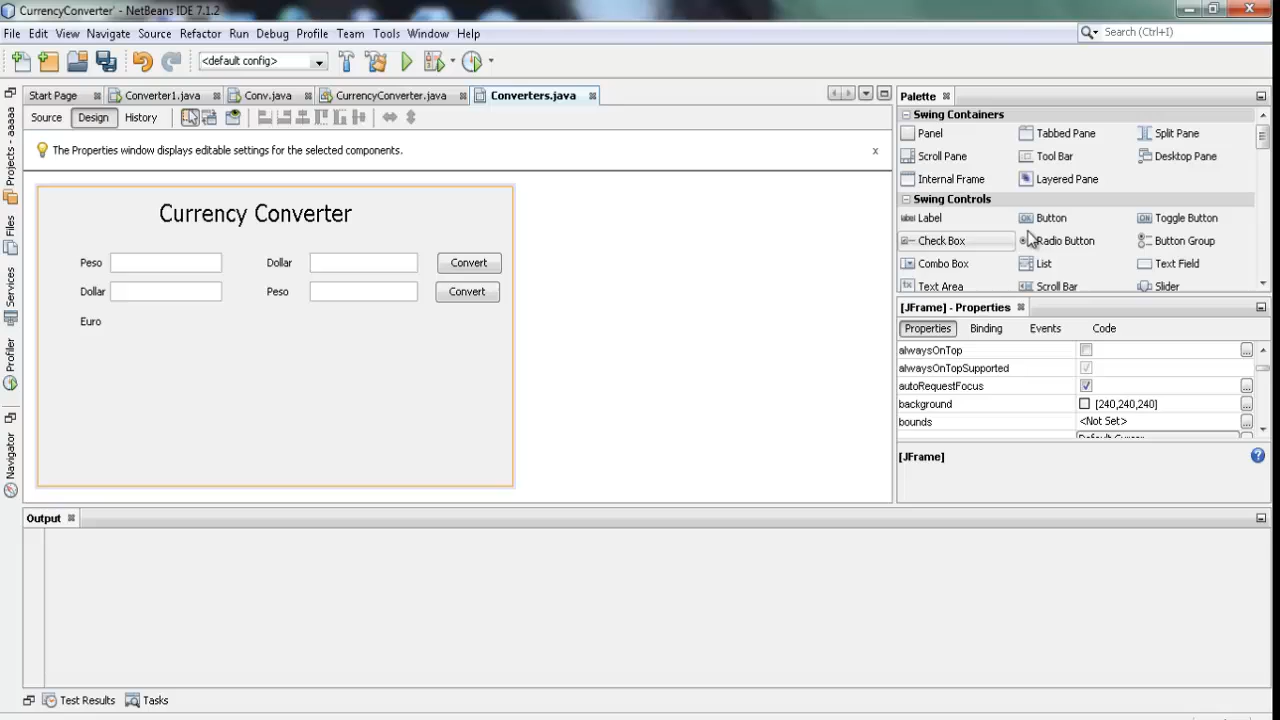 CurrencyConverter' - NetBeans IDE 7.1.2
File Edit View Navigate Source Refactor Run Debug Profile Team Tools Window Help
Search (Ctrl+I)
<default config>
Start Page Converter1.java Conv.java CurrencyConverter.java Converters.java
Source Design History
The Properties window displays editable settings for the selected components. x
Currency Converter
Peso Dollar Convert
Dollar Peso Convert
Euro
Projects - aaaaa
Files
Services
Profiler
Navigator
Palette
Swing Containers
Panel Tabbed Pane Split Pane
Scroll Pane Tool Bar Desktop Pane
Internal Frame Layered Pane
Swing Controls
Label Button Toggle Button
Check Box Radio Button Button Group
Combo Box List Text Field
Text Area Scroll Bar Slider
[JFrame] - Properties
Properties Binding Events Code
alwaysOnTop
alwaysOnTopSupported
autoRequestFocus
background [240,240,240]
bounds <Not Set>
[JFrame]
Output
Test Results Tasks